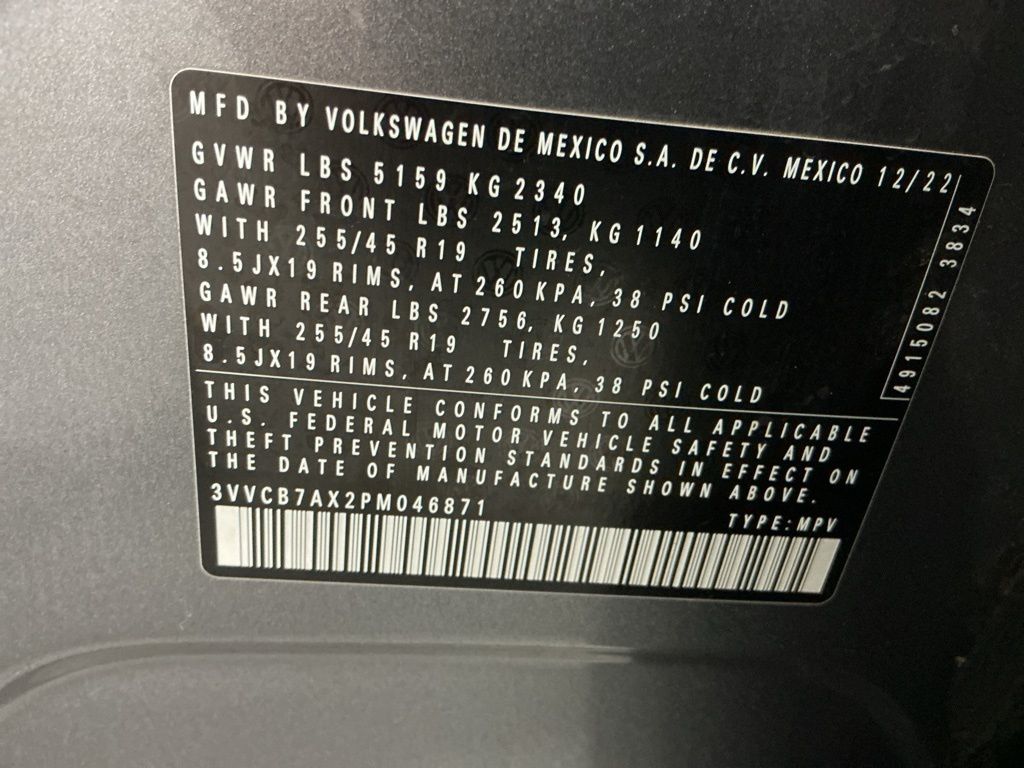 MFD BY VOLKSWAGEN DE MEXICO S.A. DE C.V. MEXICO 12/22
GVWR LBS 5159 KG 2340
GAWR FRONT LBS 2513, KG 1140
WITH 255/45 R19 TIRES,
8.5JX19 RIMS, AT 260 KPA, 38 PSI COLD
GAWR REAR LBS 2756, KG 1250
WITH 255/45 R19 TIRES,
8.5JX19 RIMS, AT 260 KPA, 38 PSI COLD
4915082 3834
THIS VEHICLE CONFORMS TO ALL APPLICABLE
U.S. FEDERAL MOTOR VEHICLE SAFETY AND
THEFT PREVENTION STANDARDS IN EFFECT ON
THE DATE OF MANUFACTURE SHOWN ABOVE.
3VVCB7AX2PM046871
TYPE: MPV